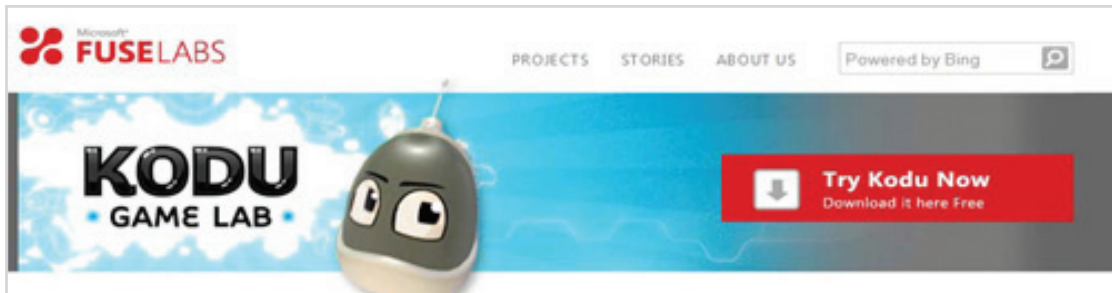 Microsoft®
FUSELABS
PROJECTS STORIES ABOUT US Powered by Bing
KODU
• GAME LAB •
Try Kodu Now
Download it here Free